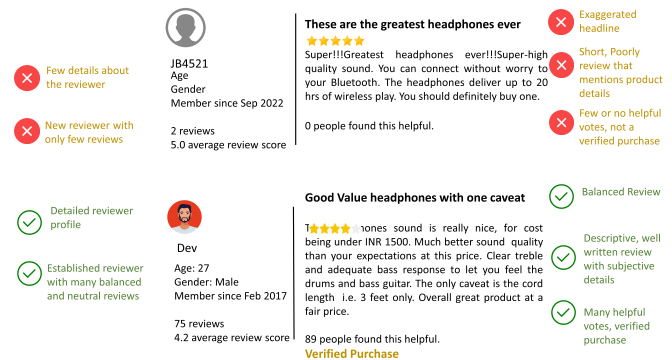 These are the greatest headphones ever
Super!!!Greatest headphones ever!!!Super-high
quality sound. You can connect without worry to
your Bluetooth. The headphones deliver up to 20
hrs of wireless play. You should definitely buy one.
0 people found this helpful.
JB4521
Age
Gender
Member since Sep 2022
2 reviews
5.0 average review score
Few details about
the reviewer
New reviewer with
only few reviews
Exaggerated
headline
Short, Poorly
review that
mentions product
details
Few or no helpful
votes, not a
verified purchase
Good Value headphones with one caveat
sound is really nice, for cost
being under INR 1500. Much better sound quality
than your expectations at this price. Clear treble
and adequate bass response to let you feel the
drums and bass guitar. The only caveat is the cord
length i.e. 3 feet only. Overall great product at a
fair price.
89 people found this helpful.
Verified Purchase
Dev
Age: 27
Gender: Male
Member since Feb 2017
75 reviews
4.2 average review score
Detailed reviewer
profile
Established reviewer
with many balanced
and neutral reviews
Balanced Review
Descriptive, well
written review
with subjective
details
Many helpful
votes, verified
purchase